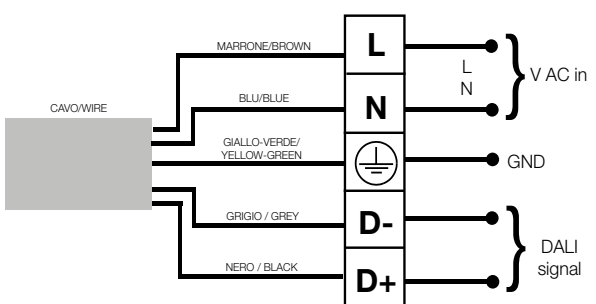 MARRONE/BROWN
L
L
N
V AC in
CAVO/WIRE
BLU/BLUE
N
GIALLO-VERDE/
YELLOW-GREEN
GND
GRIGIO / GREY
D-
DALI
signal
NERO / BLACK
D+